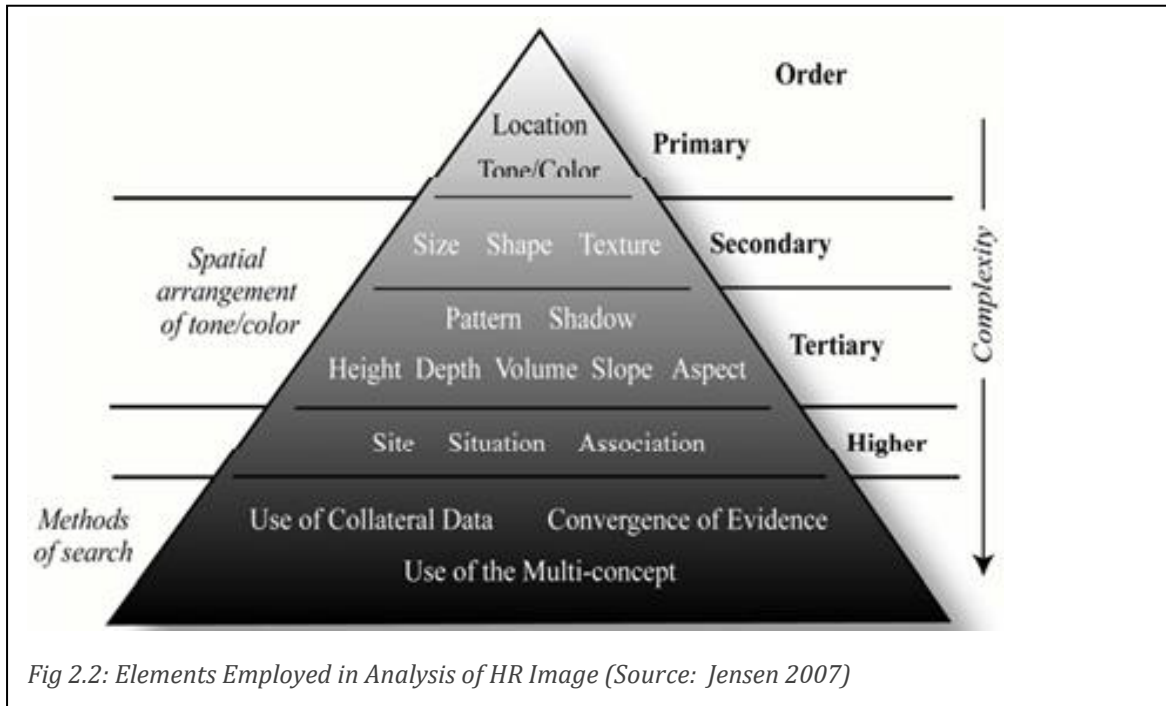 Order
Location
Primary
Tone/Color
Size Shape Texture
Secondary
Spatial
arrangement
of tone/color
Pattern Shadow
Tertiary
Height Depth Volume Slope Aspect
Complexity
Site Situation Association
Higher
Methods
of search
Use of Collateral Data Convergence of Evidence
Use of the Multi-concept
Fig 2.2: Elements Employed in Analysis of HR Image (Source: Jensen 2007)